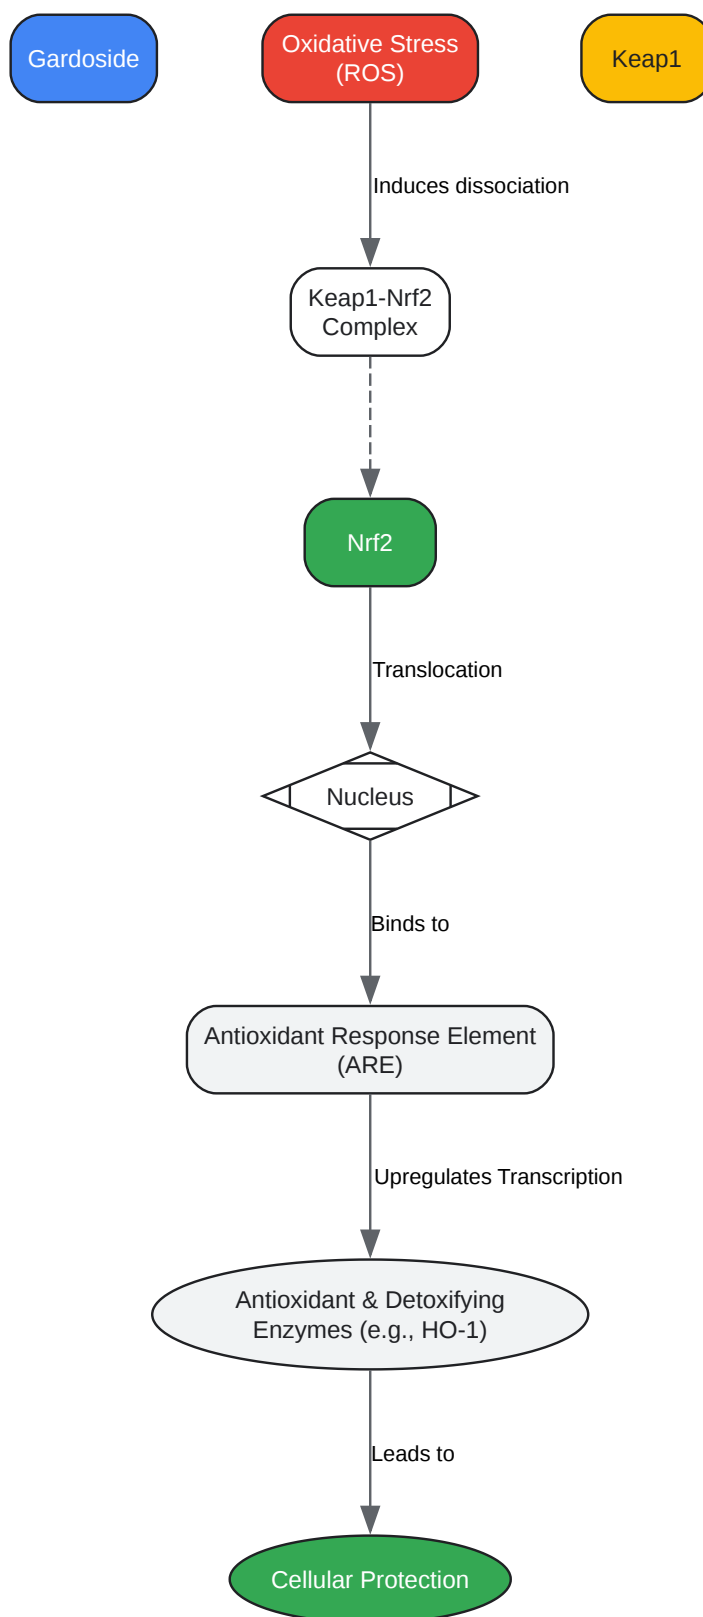 Gardoside
Oxidative Stress
(ROS)
Keap1
Induces dissociation
Keap1-Nrf2
Complex
Nrf2
Translocation
Nucleus
Binds to
Antioxidant Response Element
(ARE)
Upregulates Transcription
Antioxidant & Detoxifying
Enzymes (e.g., HO-1)
Leads to
Cellular Protection